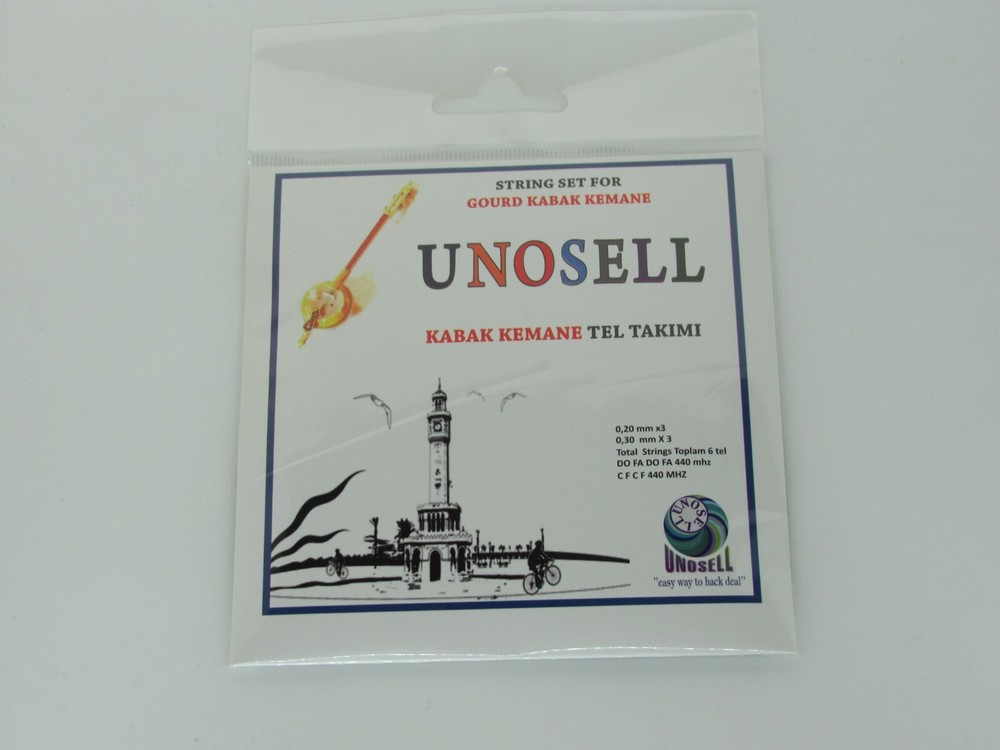 STRING SET FOR
GOURD KABAK KEMANE
UNOSELL
KABAK KEMANE TEL TAKIMI
0,20 mm x3
0,30 mm X 3
Total Strings Toplam 6 tel
DO FA DO FA 440 mhz
C F C F 440 MHZ
UNOSELL
UNOSELL
"easy way to hack deal"